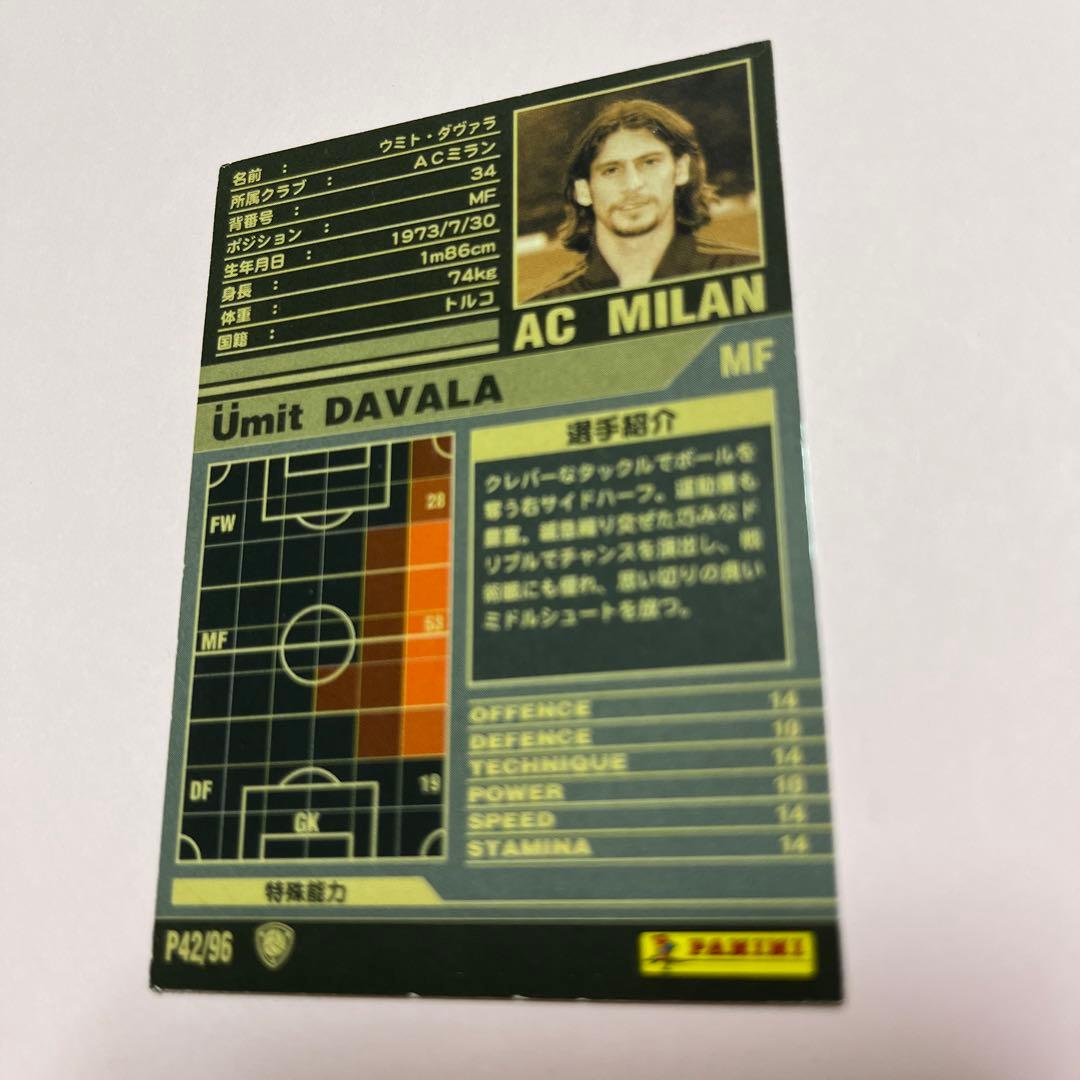 名前 : ウミト・ダヴァラ
所属クラブ : ACミラン
背番号 : 34
ポジション : MF
生年月日 : 1973/7/30
身長 : 1m86cm
体重 : 74kg
国籍 : トルコ
AC MILAN
MF
Ümit DAVALA
選手紹介
クレバーなタックルでボールを
奪う右サイドハーフ。運動量も
豊富。緩急織り交ぜた巧みなド
リブルでチャンスを演出し、戦
術眼にも優れ、思い切りの良い
ミドルシュートを放つ。
28
FW
53
MF
19
DF
GK
OFFENCE 14
DEFENCE
TECHNIQUE 14
POWER
SPEED 14
STAMINA 14
特殊能力
P42/96
PANINI